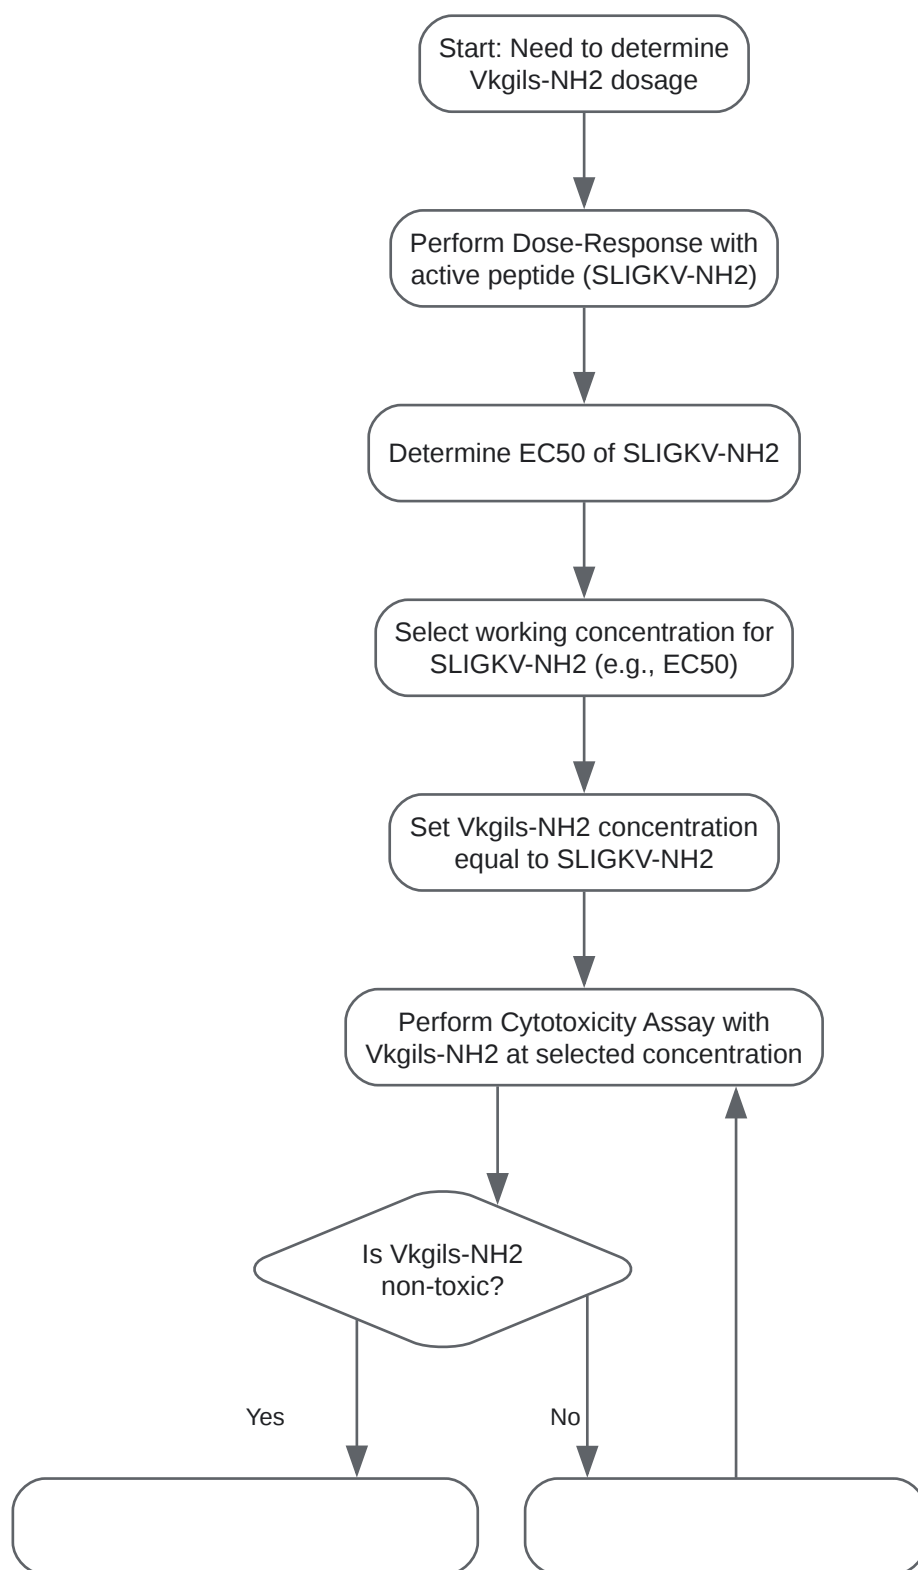 Start: Need to determine
Vkgils-NH2 dosage
Perform Dose-Response with
active peptide (SLIGKV-NH2)
Determine EC50 of SLIGKV-NH2
Select working concentration for
SLIGKV-NH2 (e.g., EC50)
Set Vkgils-NH2 concentration
equal to SLIGKV-NH2
Perform Cytotoxicity Assay with
Vkgils-NH2 at selected concentration
Is Vkgils-NH2
non-toxic?
Yes
No